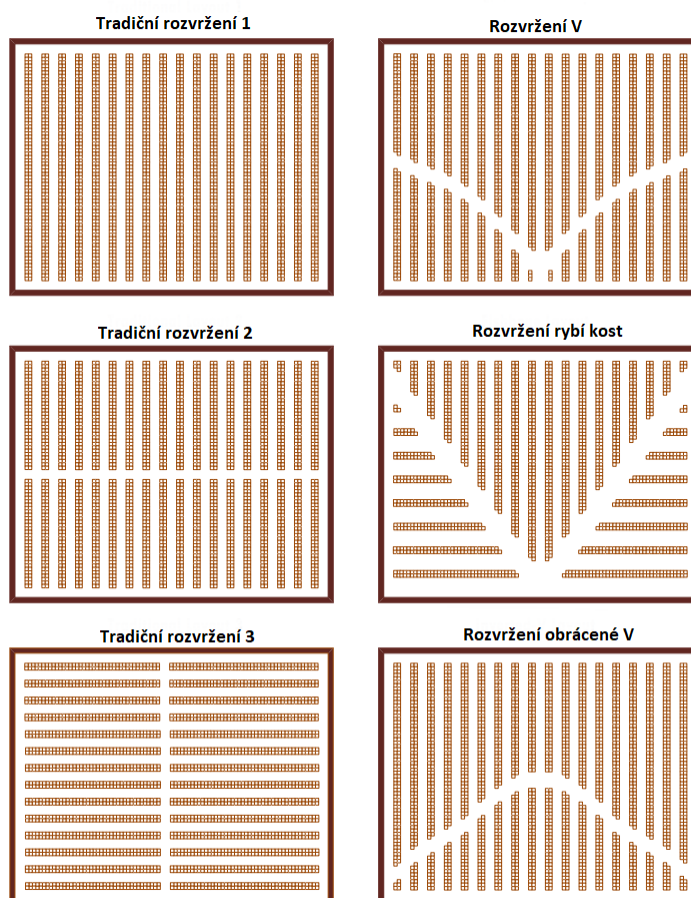 Tradiční rozvržení 1
Rozvržení V
Tradiční rozvržení 2
Rozvržení rybí kost
Tradiční rozvržení 3
Rozvržení obrácené V